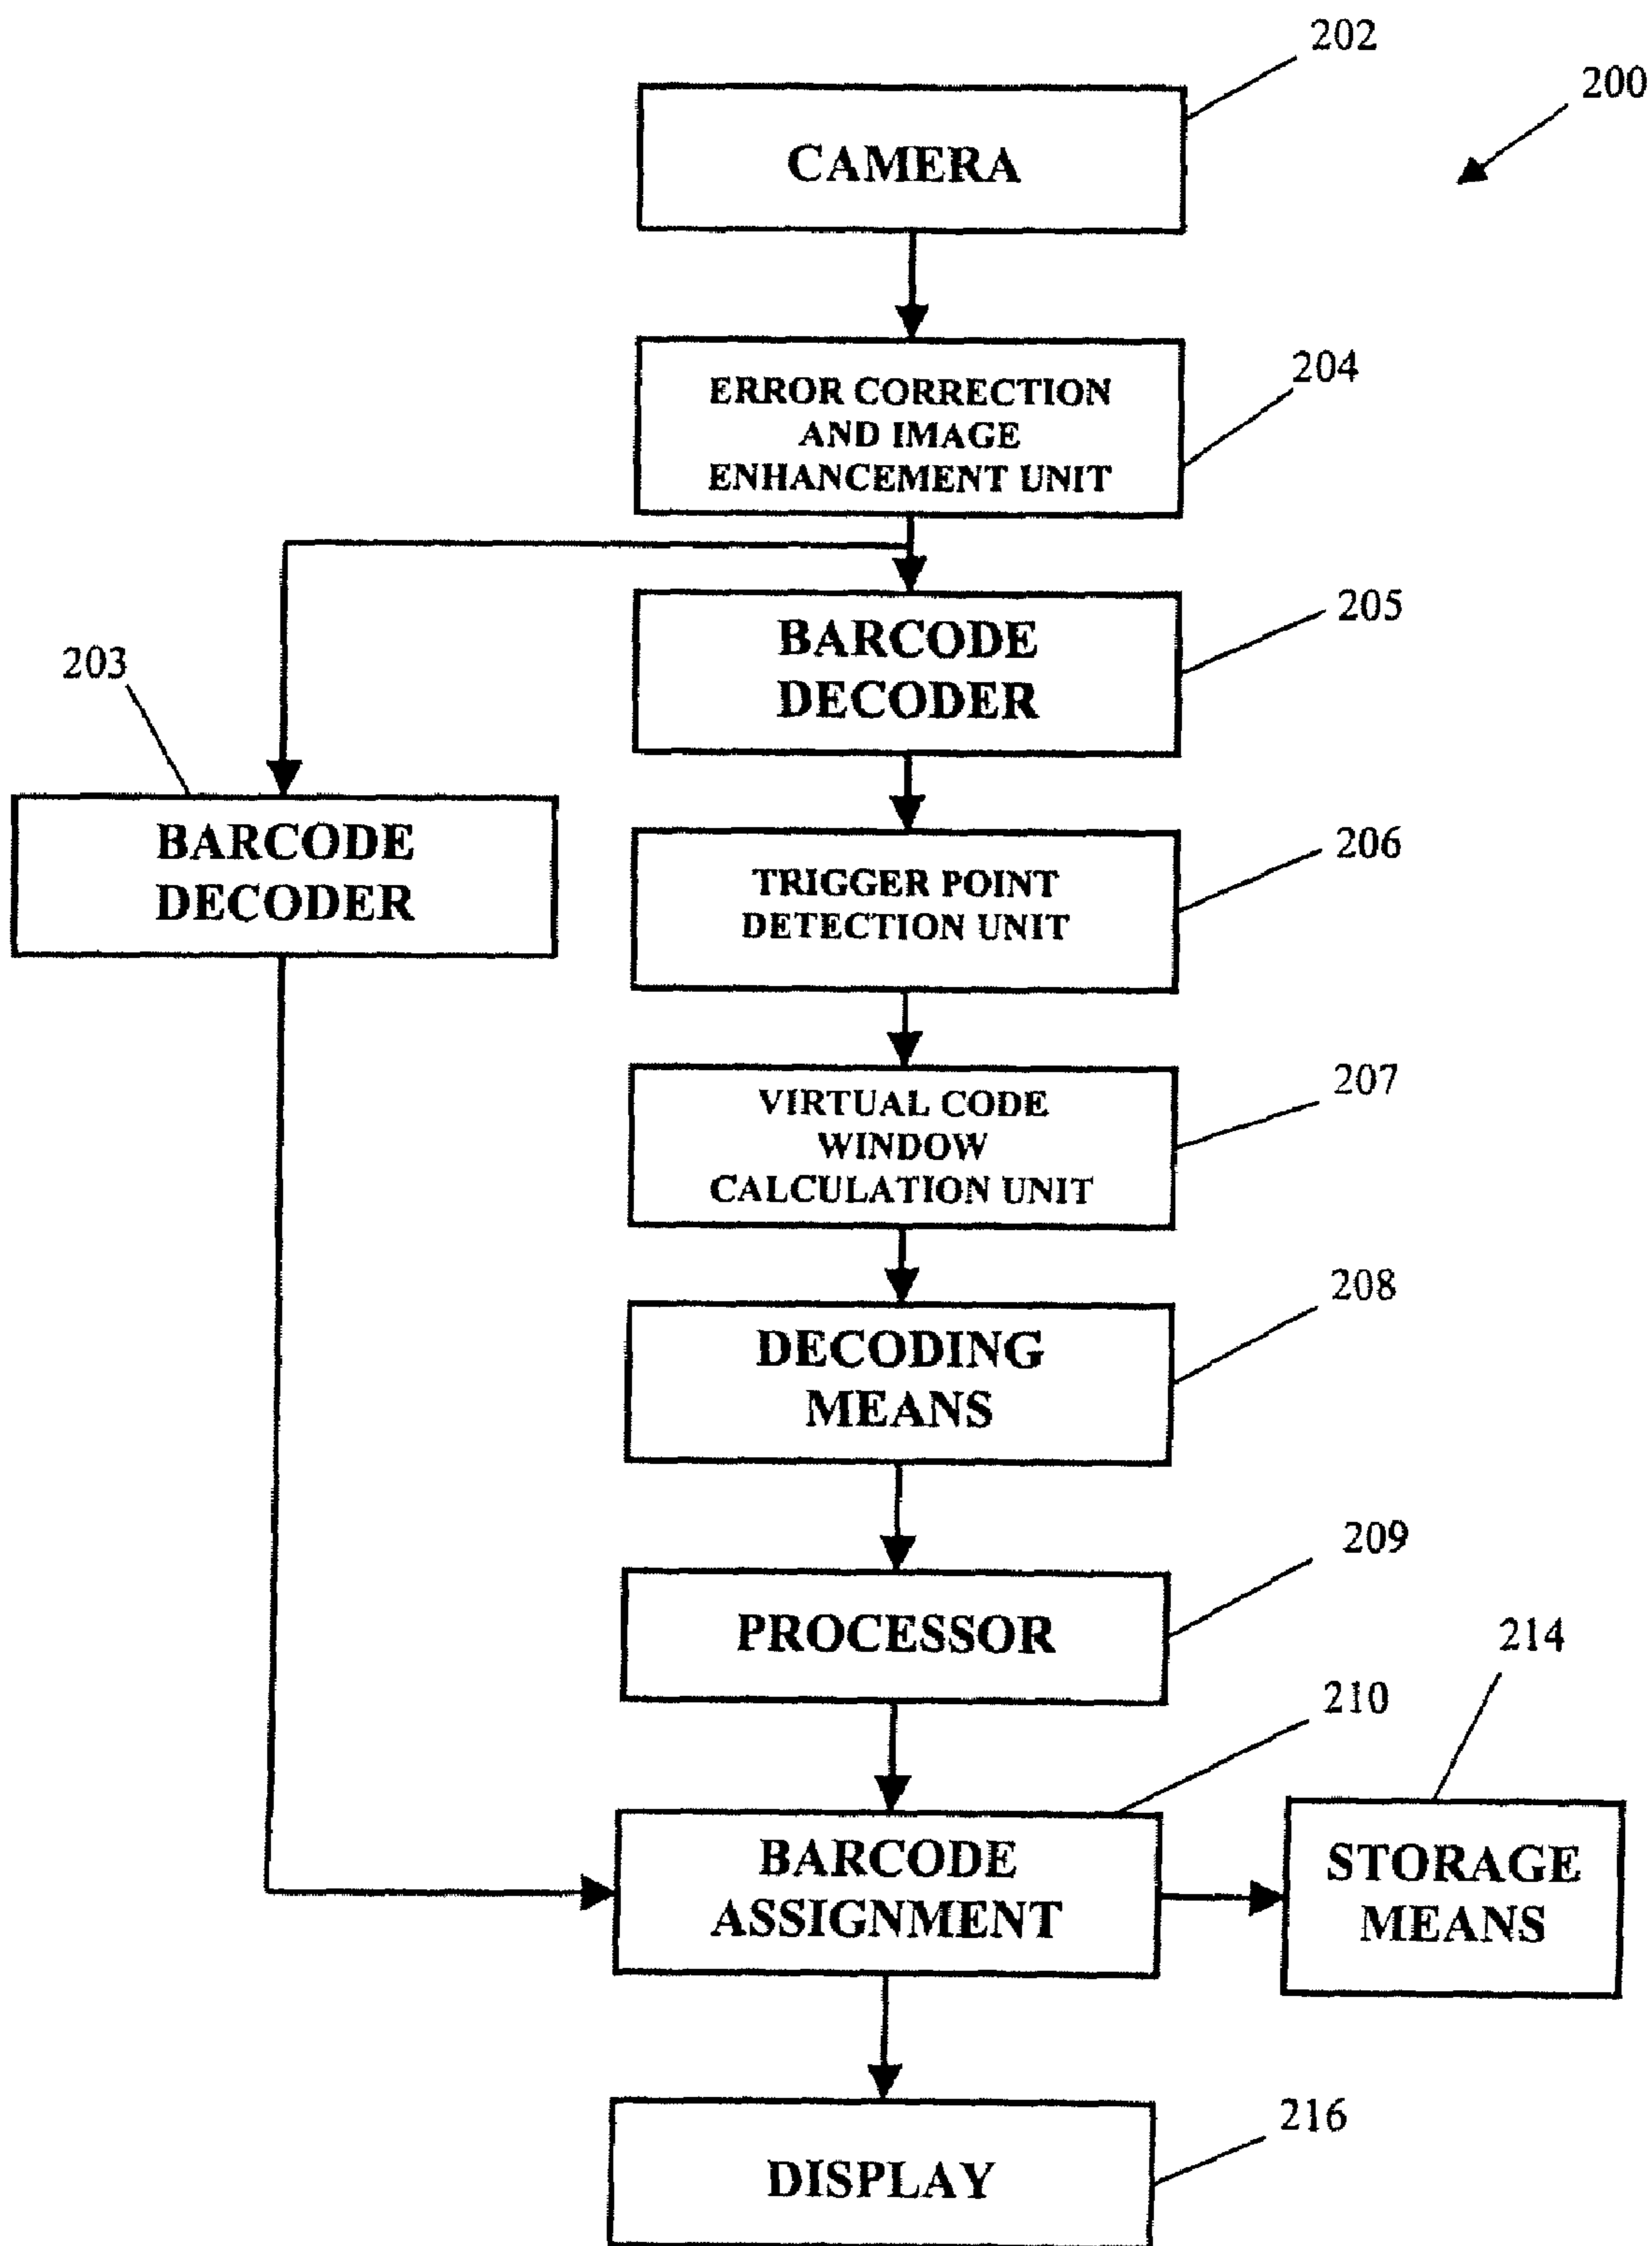 202
200
CAMERA
204
ERROR CORRECTION
AND IMAGE
ENHANCEMENT UNIT
205
BARCODE
DECODER
203
BARCODE
DECODER
206
TRIGGER POINT
DETECTION UNIT
207
VIRTUAL CODE
WINDOW
CALCULATION UNIT
208
DECODING
MEANS
209
PROCESSOR
214
210
BARCODE
ASSIGNMENT
STORAGE
MEANS
216
DISPLAY